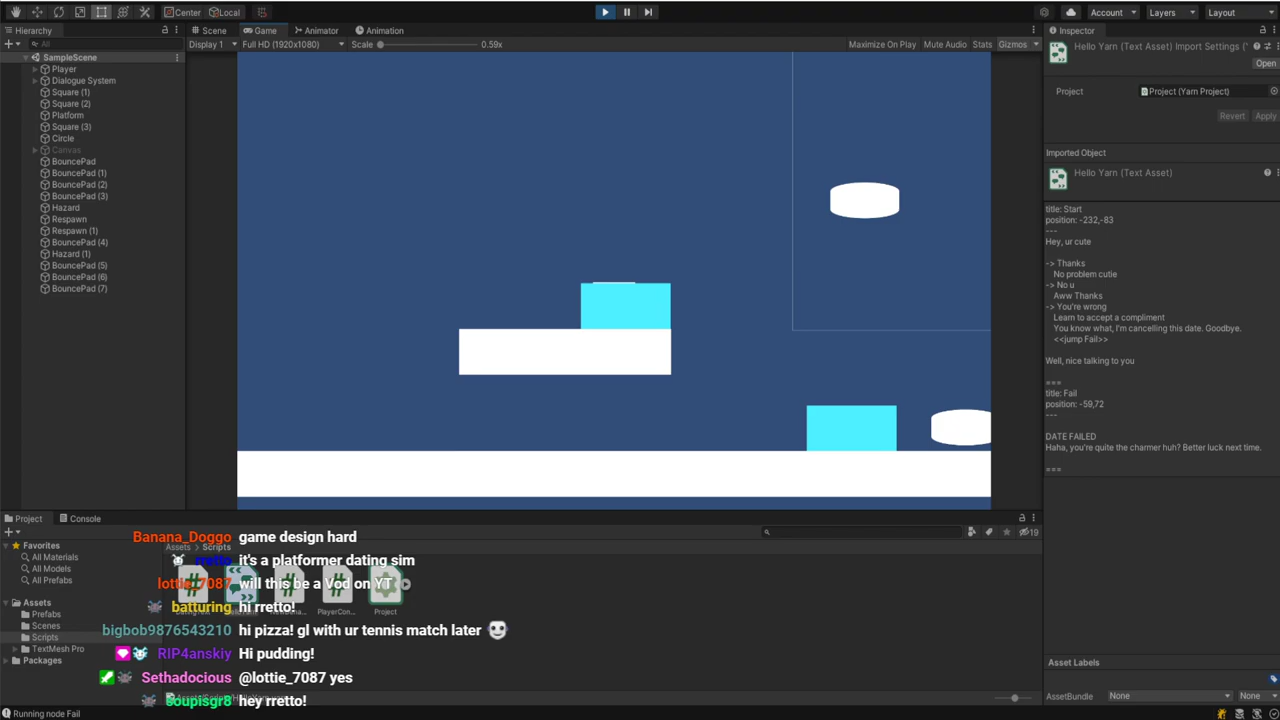 Center
Local
Account
Layers
Layout
Hierarchy
Scene
Game
Animator
Animation
Inspector
All
Display 1
Full HD (1920x1080)
Scale
0.59x
Maximize On Play
Mute Audio
Stats
Gizmos
Hello Yarn (Text Asset) Import Settings ('
Open
SampleScene
Player
Dialogue System
Square (1)
Square (2)
Platform
Square (3)
Circle
Canvas
BouncePad
BouncePad (1)
BouncePad (2)
BouncePad (3)
Hazard
Respawn
Respawn (1)
BouncePad (4)
Hazard (1)
BouncePad (5)
BouncePad (6)
BouncePad (7)
Project
Project (Yarn Project)
Revert
Apply
Imported Object
Hello Yarn (Text Asset)
title: Start
position: -232,-83
---
Hey, ur cute
-> Thanks
No problem cutie
-> No u
Aww Thanks
-> You're wrong
Learn to accept a compliment
You know what, I'm cancelling this date. Goodbye.
<<jump Fail>>
Well, nice talking to you
===
title: Fail
position: -59,72
---
DATE FAILED
Haha, you're quite the charmer huh? Better luck next time.
===
Project
Console
19
Favorites
All Materials
All Models
All Prefabs
Assets
Prefabs
Scenes
Scripts
TextMesh Pro
Packages
Assets
Scripts
PlayerCon...
Project
Banana_Doggo game design hard
rretto it's a platformer dating sim
lottie_7087 will this be a Vod on YT
batturing hi rretto!
bigbob9876543210 hi pizza! gl with ur tennis match later
RIP4anskiy Hi pudding!
Sethadocious @lottie_7087 yes
soupisgr8 hey rretto!
Asset Labels
AssetBundle
None
None
Running node Fail